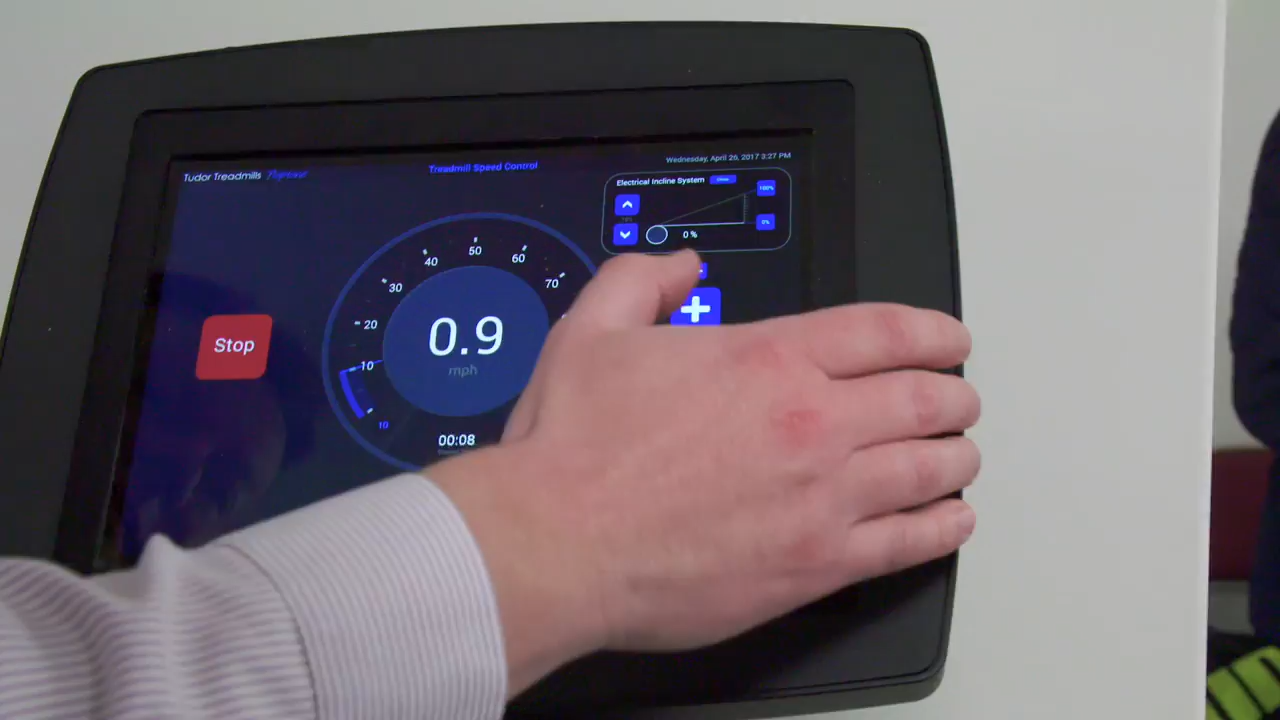 Tudor Treadmills
Treadmill Speed Control
Wednesday, April 26, 2017 3:27 PM
Electrical Incline System
100%
0%
0 %
Stop
10
20
30
40
50
60
70
10
0.9
mph
00:08